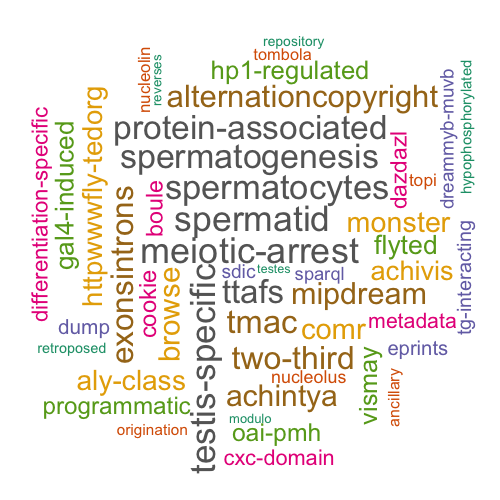 repository
tombola
nucleolin
reverses
hp1-regulated
alternationcopyright
protein-associated
spermatogenesis
spermatocytes
spermatid
meiotic-arrest
dazdazl
topi
dreammyb-muvb
hypophosphorylated
differentiation-specific
gal4-induced
httpwwwfly-tedorg
exonsintrons
boule
cookie
browse
testis-specific
monster
flyted
achivis
sdic
testes
sparql
ttafs
mipdream
tg-interacting
dump
retroposed
tmac
comr
metadata
eprints
two-third
nucleolus
vismay
ancillary
aly-class
achintya
programmatic
origination
modulo
oai-pmh
cxc-domain